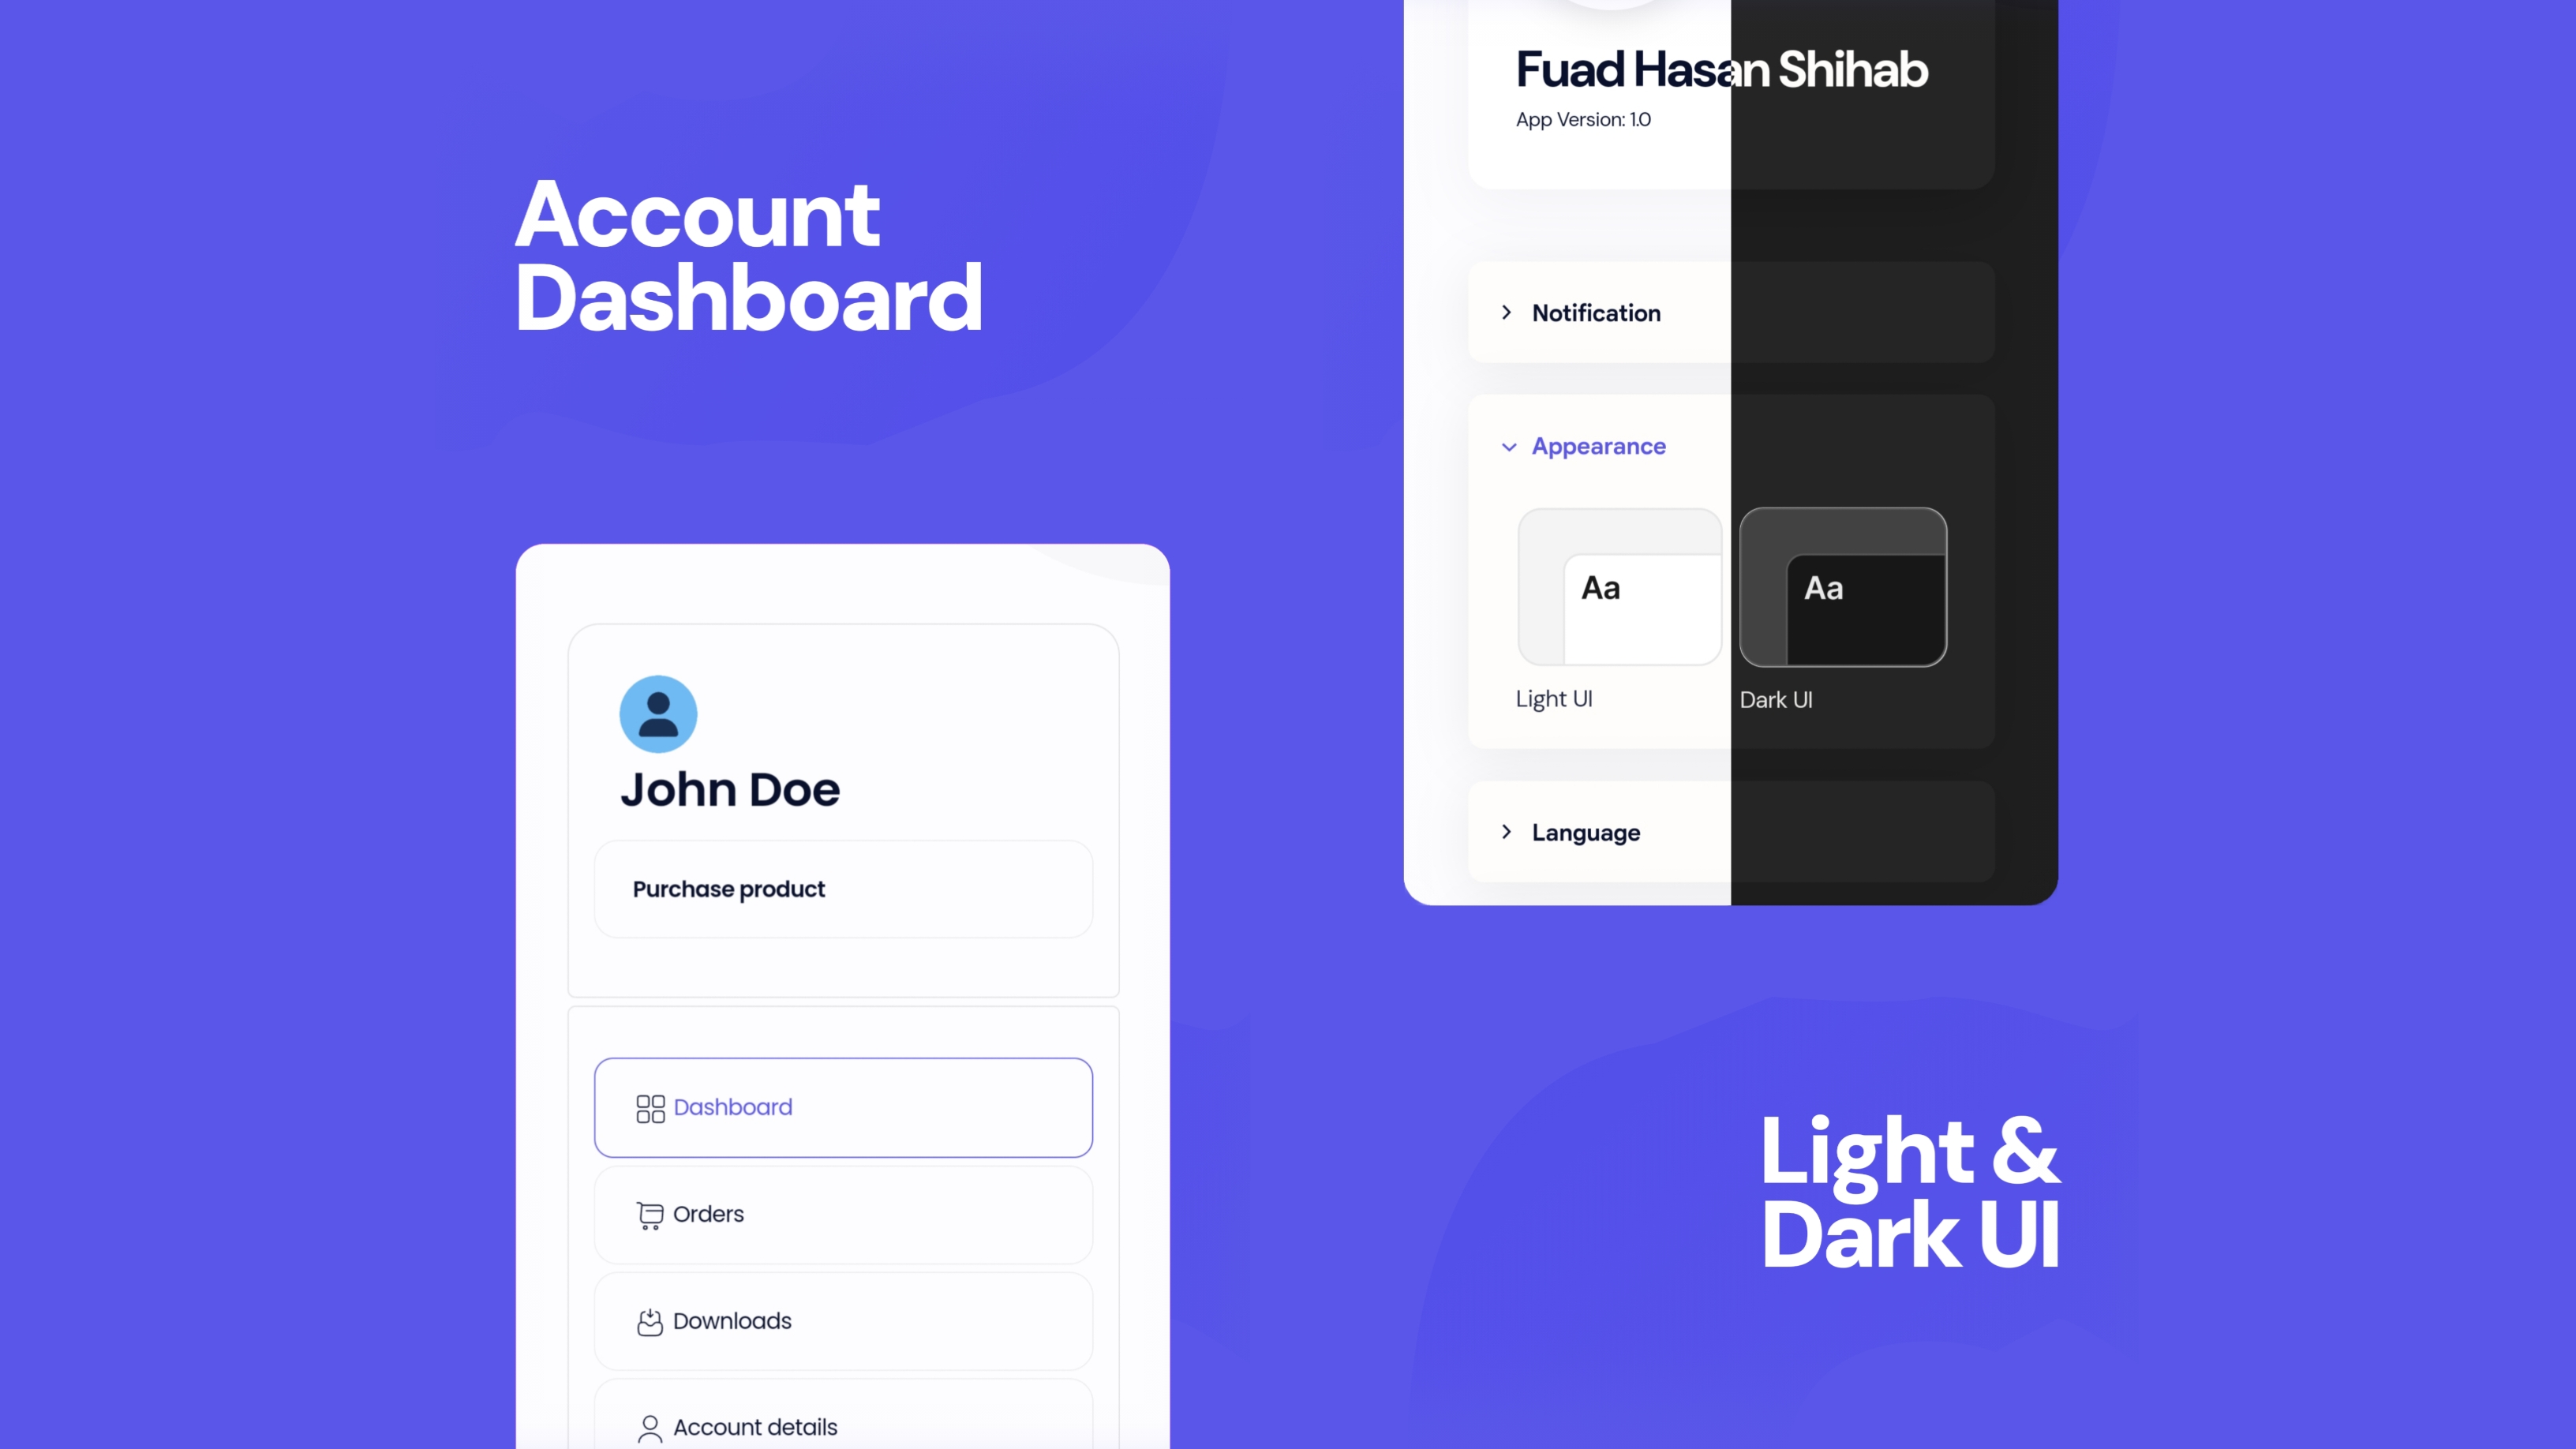 Account
Dashboard
John Doe
Purchase product
Dashboard
Orders
Downloads
Account details
Fuad Hasan Shihab
App Version: 1.0
Notification
Appearance
Aa
Aa
Light UI
Dark UI
Language
Light &
Dark UI